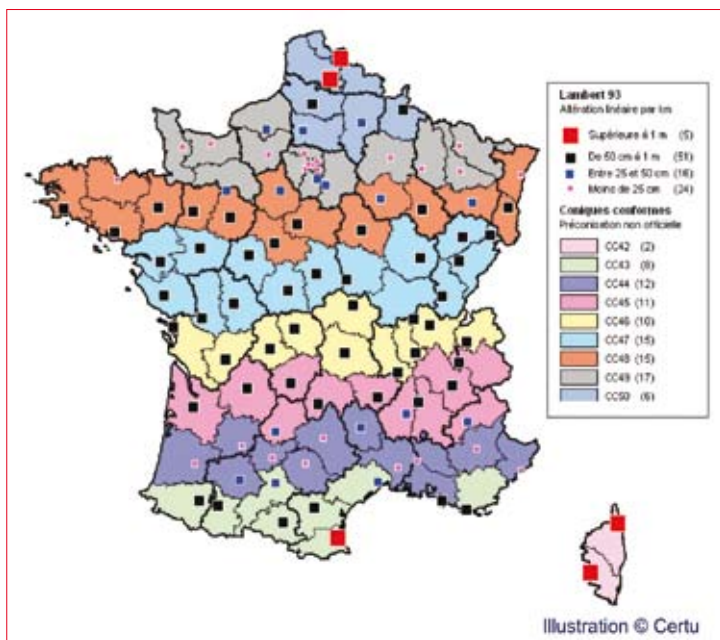 Lambert 93
Altération linéaire par km
Supérieure à 1 m (5)
De 50 cm à 1 m (51)
Entre 25 et 50 cm (16)
Moins de 25 cm (24)
Coniques conformes
Préconisation non officielle
CC42 (2)
CC43 (8)
CC44 (12)
CC45 (11)
CC46 (10)
CC47 (15)
CC48 (15)
CC49 (17)
CC50 (6)
Illustration © Certu